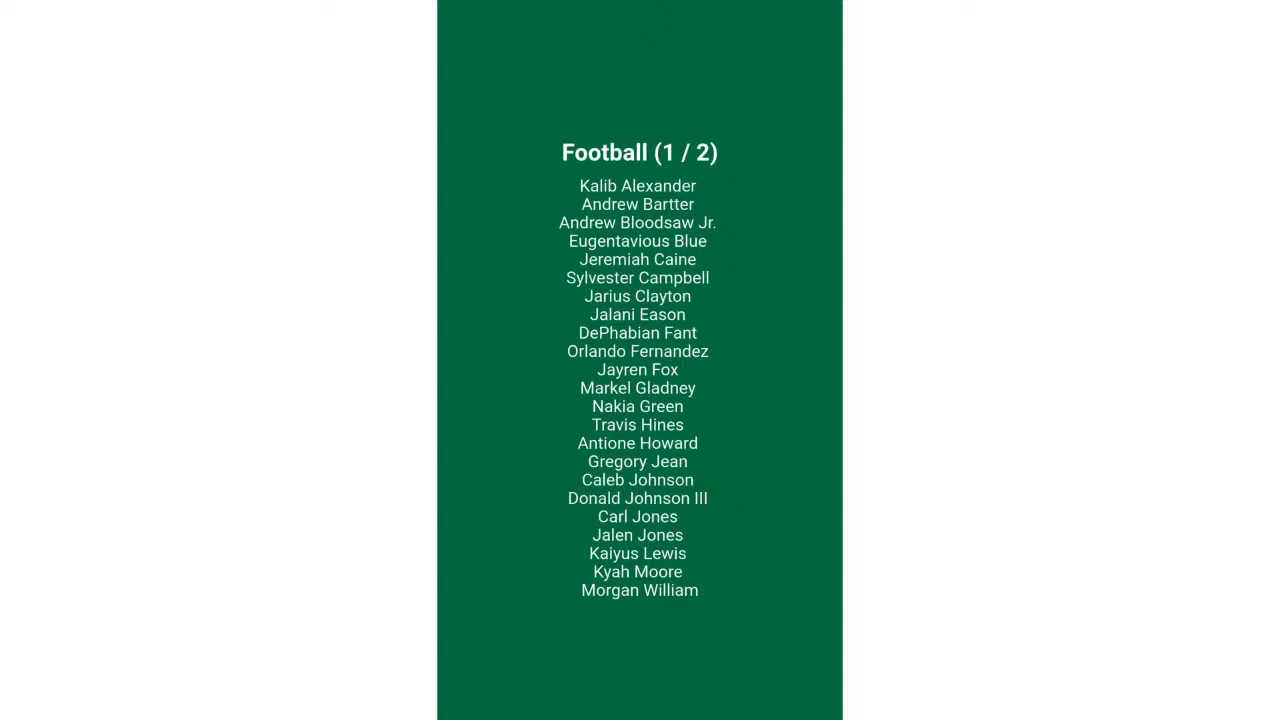 Football (1 / 2)
Kalib Alexander
Andrew Bartter
Andrew Bloodsaw Jr.
Eugentavious Blue
Jeremiah Caine
Sylvester Campbell
Jarius Clayton
Jalani Eason
DePhabian Fant
Orlando Fernandez
Jayren Fox
Markel Gladney
Nakia Green
Travis Hines
Antione Howard
Gregory Jean
Caleb Johnson
Donald Johnson III
Carl Jones
Jalen Jones
Kaiyus Lewis
Kyah Moore
Morgan William